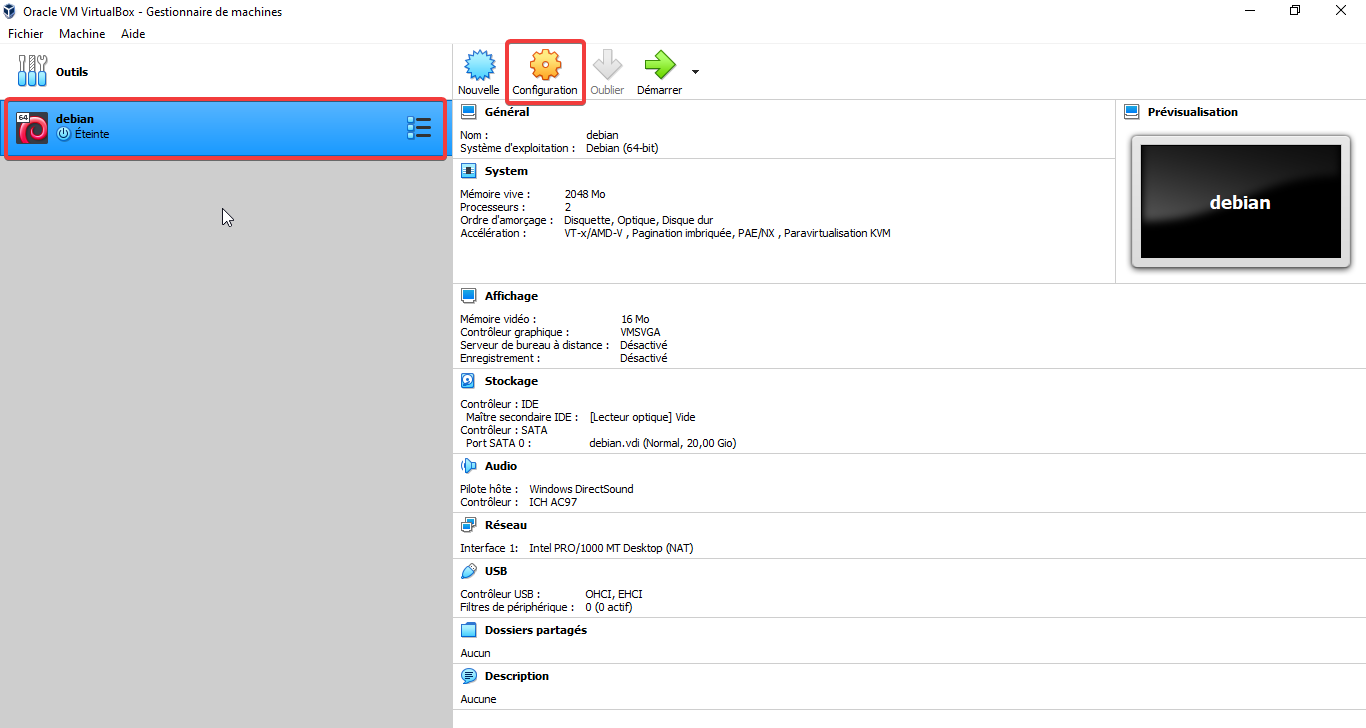 Oracle VM VirtualBox - Gestionnaire de machines
Fichier Machine Aide
Outils
64
debian
Éteinte
Nouvelle Configuration Oublier Démarrer
Général
Nom : debian
Système d'exploitation : Debian (64-bit)
System
Mémoire vive : 2048 Mo
Processeurs : 2
Ordre d'amorçage : Disquette, Optique, Disque dur
Accélération : VT-x/AMD-V , Pagination imbriquée, PAE/NX , Paravirtualisation KVM
Prévisualisation
debian
Affichage
Mémoire vidéo : 16 Mo
Contrôleur graphique : VMSVGA
Serveur de bureau à distance : Désactivé
Enregistrement : Désactivé
Stockage
Contrôleur : IDE
Maître secondaire IDE : [Lecteur optique] Vide
Contrôleur : SATA
Port SATA 0 : debian.vdi (Normal, 20,00 Gio)
Audio
Pilote hôte : Windows DirectSound
Contrôleur : ICH AC97
Réseau
Interface 1: Intel PRO/1000 MT Desktop (NAT)
USB
Contrôleur USB : OHCI, EHCI
Filtres de périphérique : 0 (0 actif)
Dossiers partagés
Aucun
Description
Aucune